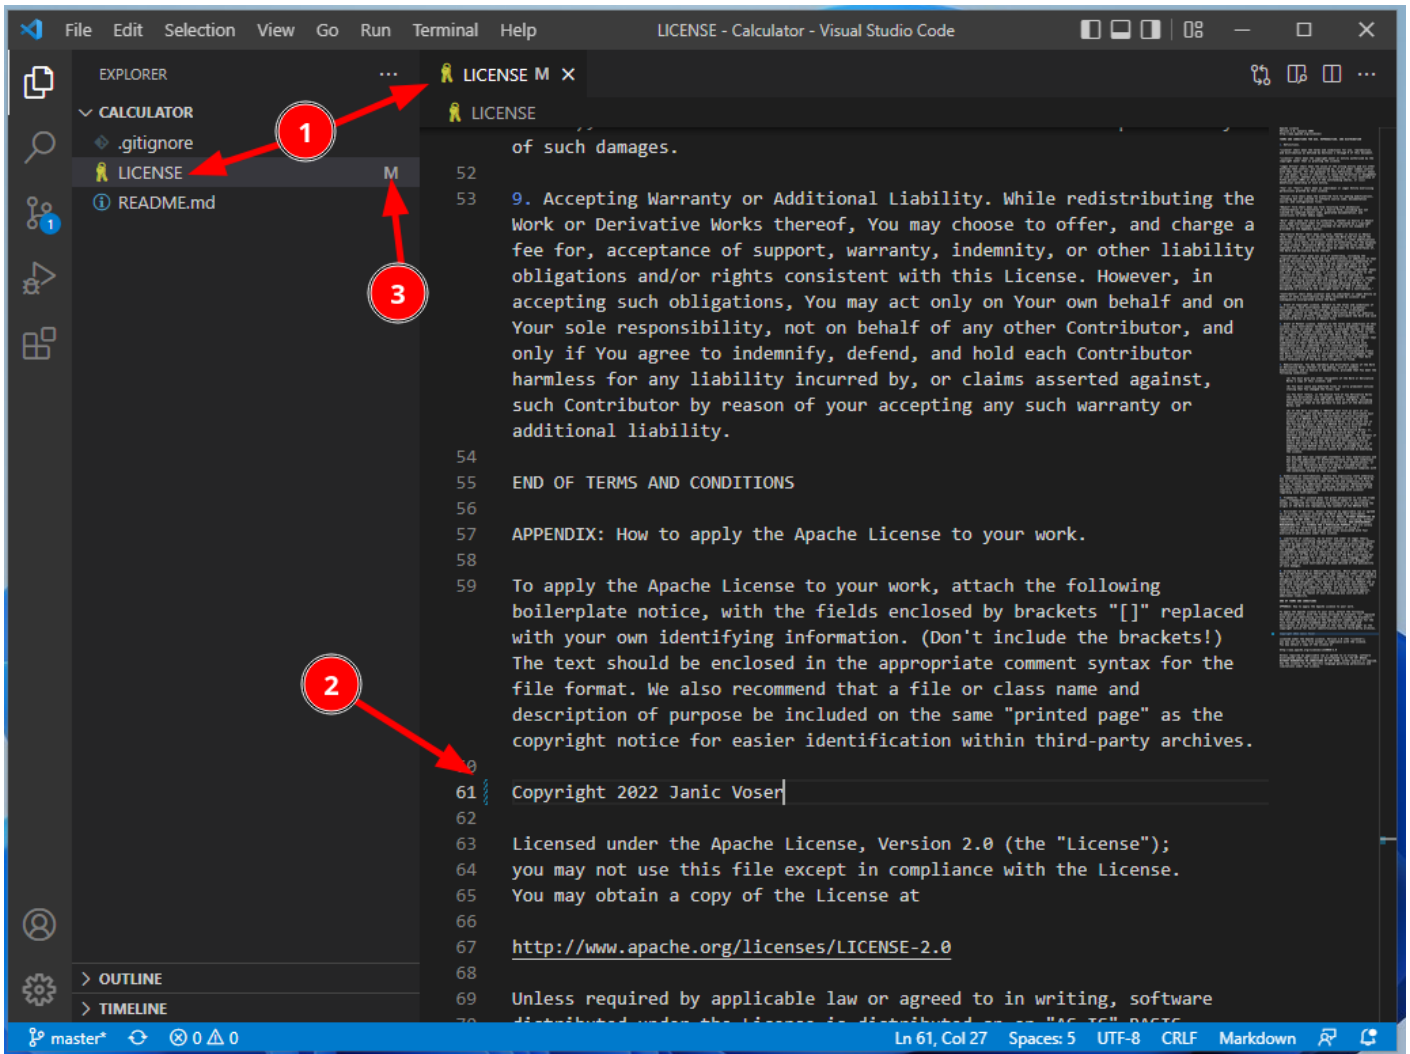 File Edit Selection View Go Run Terminal Help LICENSE - Calculator - Visual Studio Code
EXPLORER
CALCULATOR
.gitignore
LICENSE M
README.md
1
1
2
3
OUTLINE
TIMELINE
LICENSE M
LICENSE
of such damages.
52
53 9. Accepting Warranty or Additional Liability. While redistributing the
Work or Derivative Works thereof, You may choose to offer, and charge a
fee for, acceptance of support, warranty, indemnity, or other liability
obligations and/or rights consistent with this License. However, in
accepting such obligations, You may act only on Your own behalf and on
Your sole responsibility, not on behalf of any other Contributor, and
only if You agree to indemnify, defend, and hold each Contributor
harmless for any liability incurred by, or claims asserted against,
such Contributor by reason of your accepting any such warranty or
additional liability.
54
55 END OF TERMS AND CONDITIONS
56
57 APPENDIX: How to apply the Apache License to your work.
58
59 To apply the Apache License to your work, attach the following
boilerplate notice, with the fields enclosed by brackets "[]" replaced
with your own identifying information. (Don't include the brackets!)
The text should be enclosed in the appropriate comment syntax for the
file format. We also recommend that a file or class name and
description of purpose be included on the same "printed page" as the
copyright notice for easier identification within third-party archives.
60
61 Copyright 2022 Janic Voser
62
63 Licensed under the Apache License, Version 2.0 (the "License");
64 you may not use this file except in compliance with the License.
65 You may obtain a copy of the License at
66
67 http://www.apache.org/licenses/LICENSE-2.0
68
69 Unless required by applicable law or agreed to in writing, software
70 distributed under the License is distributed on an "AS IS" BASIS
master* 0 0 Ln 61, Col 27 Spaces: 5 UTF-8 CRLF Markdown